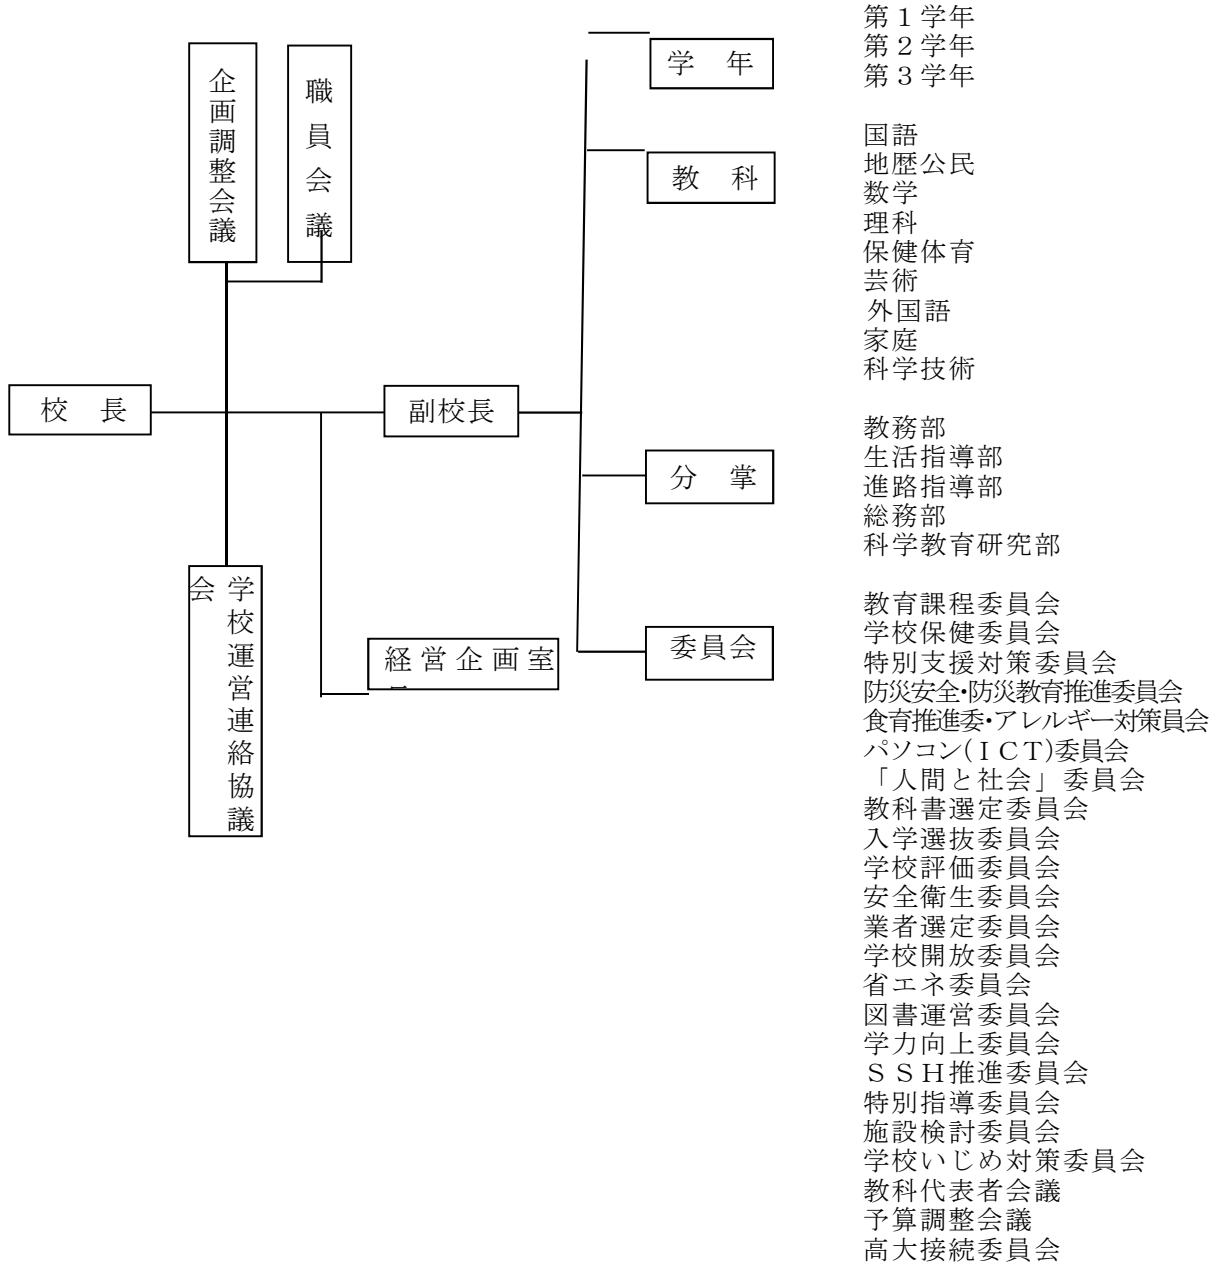 企画調整会議
職員会議
校　長
副校長
学校運営連絡協議
会
経営企画室
学　年
第１学年
第２学年
第３学年
教　科
国語
地歴公民
数学
理科
保健体育
芸術
外国語
家庭
科学技術
分　掌
教務部
生活指導部
進路指導部
総務部
科学教育研究部
委員会
教育課程委員会
学校保健委員会
特別支援対策委員会
防災安全・防災教育推進委員会
食育推進委・アレルギー対策員会
パソコン(ＩＣＴ)委員会
「人間と社会」委員会
教科書選定委員会
入学選抜委員会
学校評価委員会
安全衛生委員会
業者選定委員会
学校開放委員会
省エネ委員会
図書運営委員会
学力向上委員会
ＳＳＨ推進委員会
特別指導委員会
施設検討委員会
学校いじめ対策委員会
教科代表者会議
予算調整会議
高大接続委員会